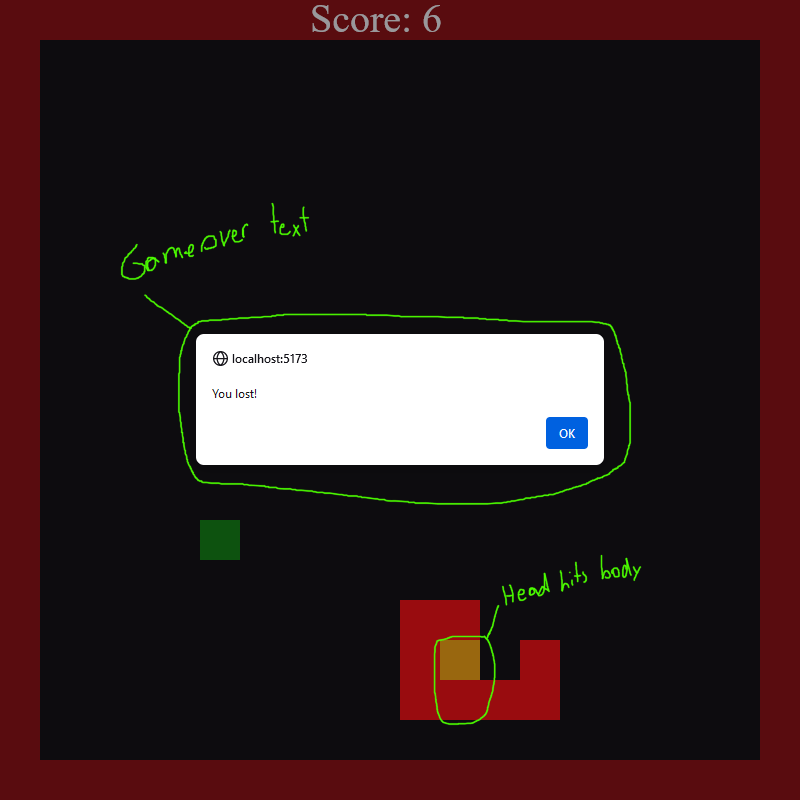 Score: 6
Gameover text
localhost:5173
You lost!
OK
Head hits body